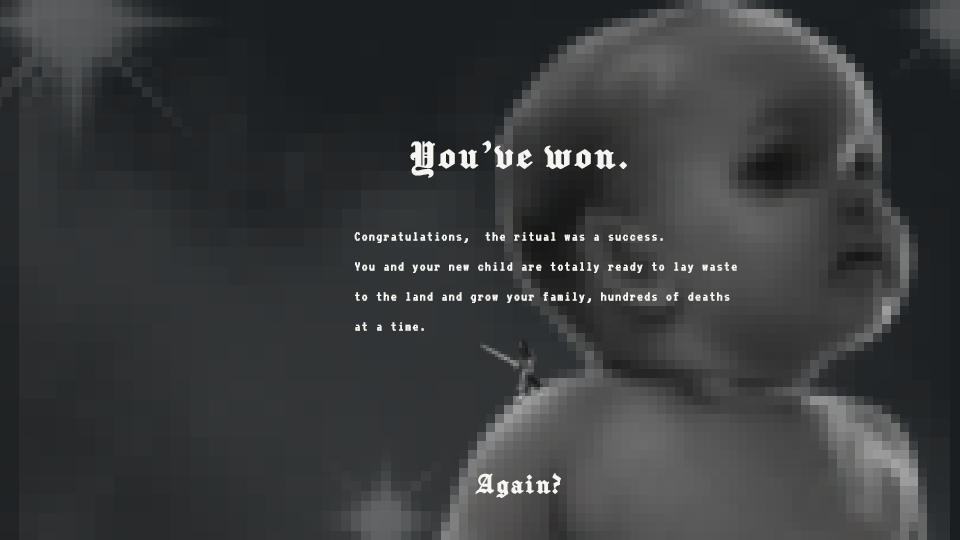 You've won.
Congratulations,  the ritual was a success.
You and your new child are totally ready to lay waste
to the land and grow your family, hundreds of deaths
at a time.
Again?